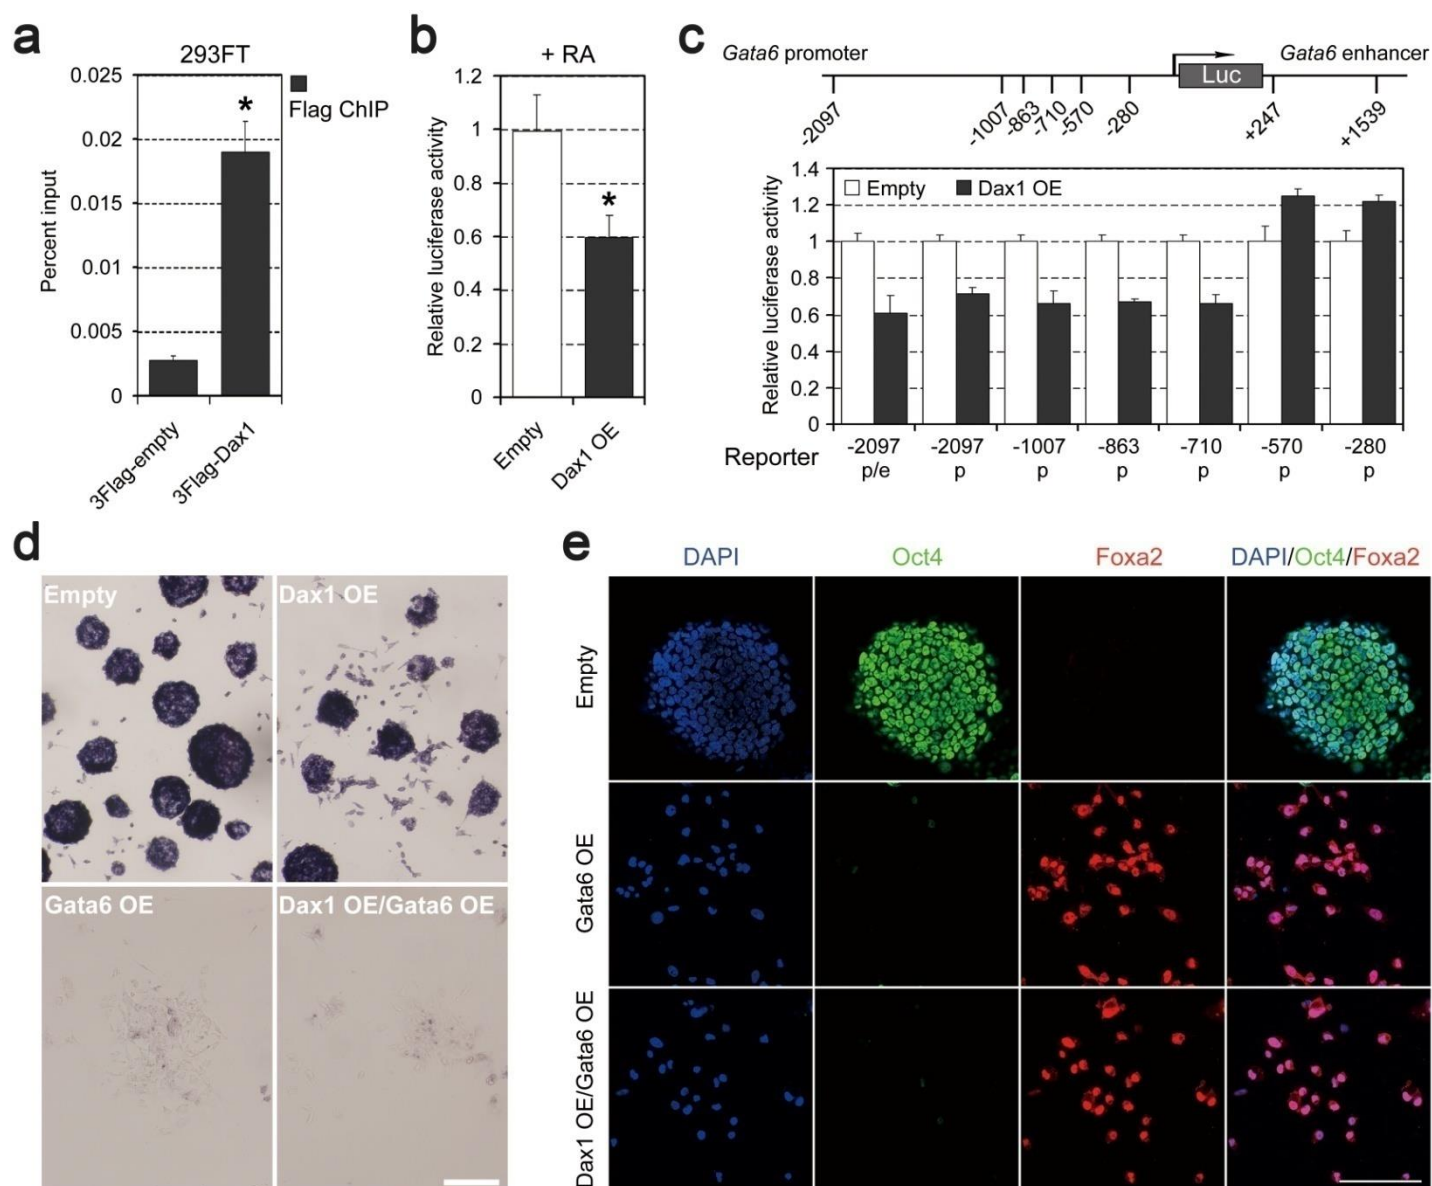 a
293FT
0.025
0.02
0.015
0.01
0.005
0
Percent input
*
Flag ChIP
3Flag-empty
3Flag-Dax1
b
+ RA
1.2
1
0.8
0.6
0.4
0.2
0
Relative luciferase activity
*
Empty
Dax1 OE
c
Gata6 promoter
Gata6 enhancer
Luc
-2097
-1007
-863
-710
-570
-280
+247
+1539
1.4
1.2
1
0.8
0.6
0.4
0.2
0
Relative luciferase activity
Empty
Dax1 OE
Reporter
-2097 -2097 -1007 -863 -710 -570 -280
p/e p p p p p p
d
Empty
Dax1 OE
Gata6 OE
Dax1 OE/Gata6 OE
e
DAPI
Oct4
Foxa2
DAPI/Oct4/Foxa2
Empty
Gata6 OE
Dax1 OE/Gata6 OE